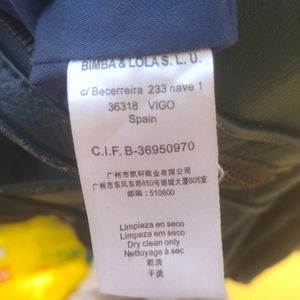 BIMBA & LOLA S. L. U.
c/ Becerreira 233 nave 1
36318 VIGO
Spain
C.I.F. B-36950970
广州市凯轩商业有限公司
广州市东风东路850号锦城大厦605室
邮编:510600
Limpieza en seco
Limpeza en seco
Dry clean only
Nettoyage à sec
乾洗
干洗